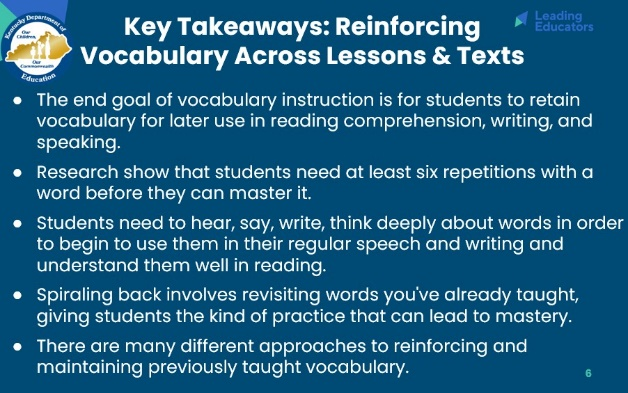 Kentucky Department of
Our
Children,
Our
Commonwealth
Education
Key Takeaways: Reinforcing
Vocabulary Across Lessons & Texts
Leading
Educators
● The end goal of vocabulary instruction is for students to retain
vocabulary for later use in reading comprehension, writing, and
speaking.
● Research show that students need at least six repetitions with a
word before they can master it.
● Students need to hear, say, write, think deeply about words in order
to begin to use them in their regular speech and writing and
understand them well in reading.
● Spiraling back involves revisiting words you've already taught,
giving students the kind of practice that can lead to mastery.
● There are many different approaches to reinforcing and
maintaining previously taught vocabulary.
6